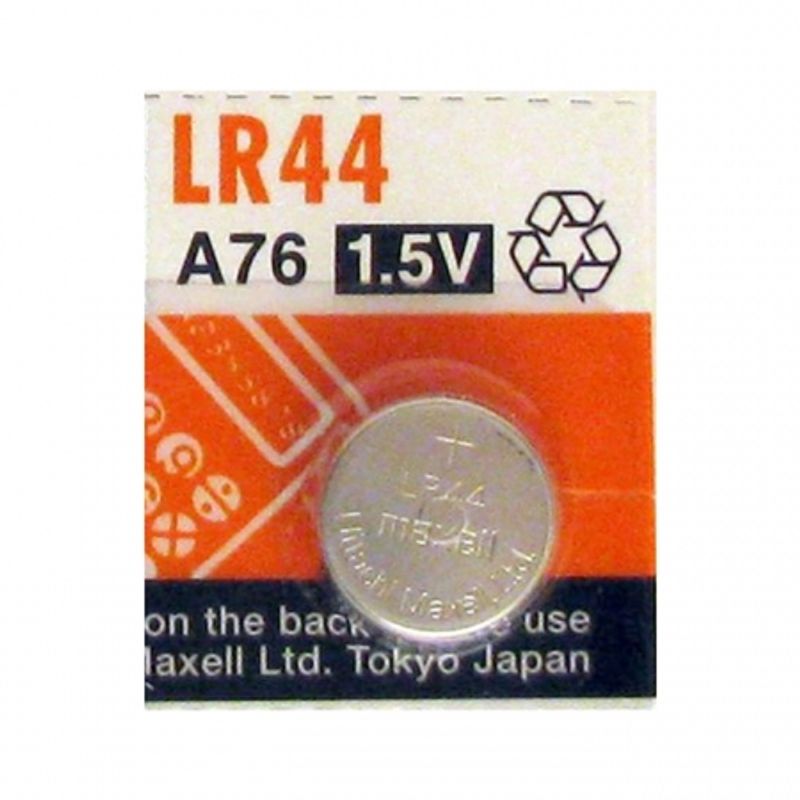 LR44
A76 1.5V
+
LR44
maxell
Hitachi Maxell Ltd.
on the back use
Maxell Ltd. Tokyo Japan